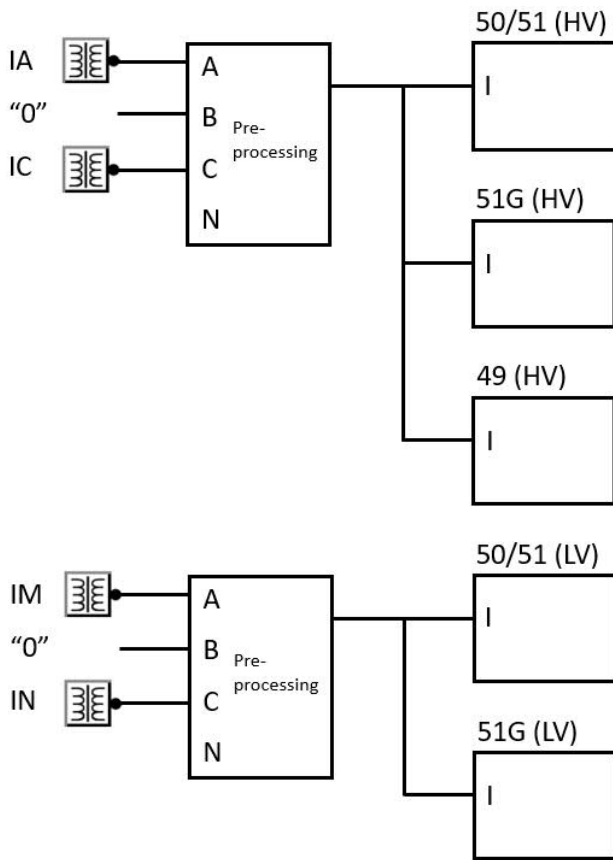 50/51 (HV)
IA
A
I
“0”
B
Pre-
processing
IC
C
N
51G (HV)
I
49 (HV)
I
50/51 (LV)
IM
A
I
“0”
B
Pre-
processing
IN
C
N
51G (LV)
I